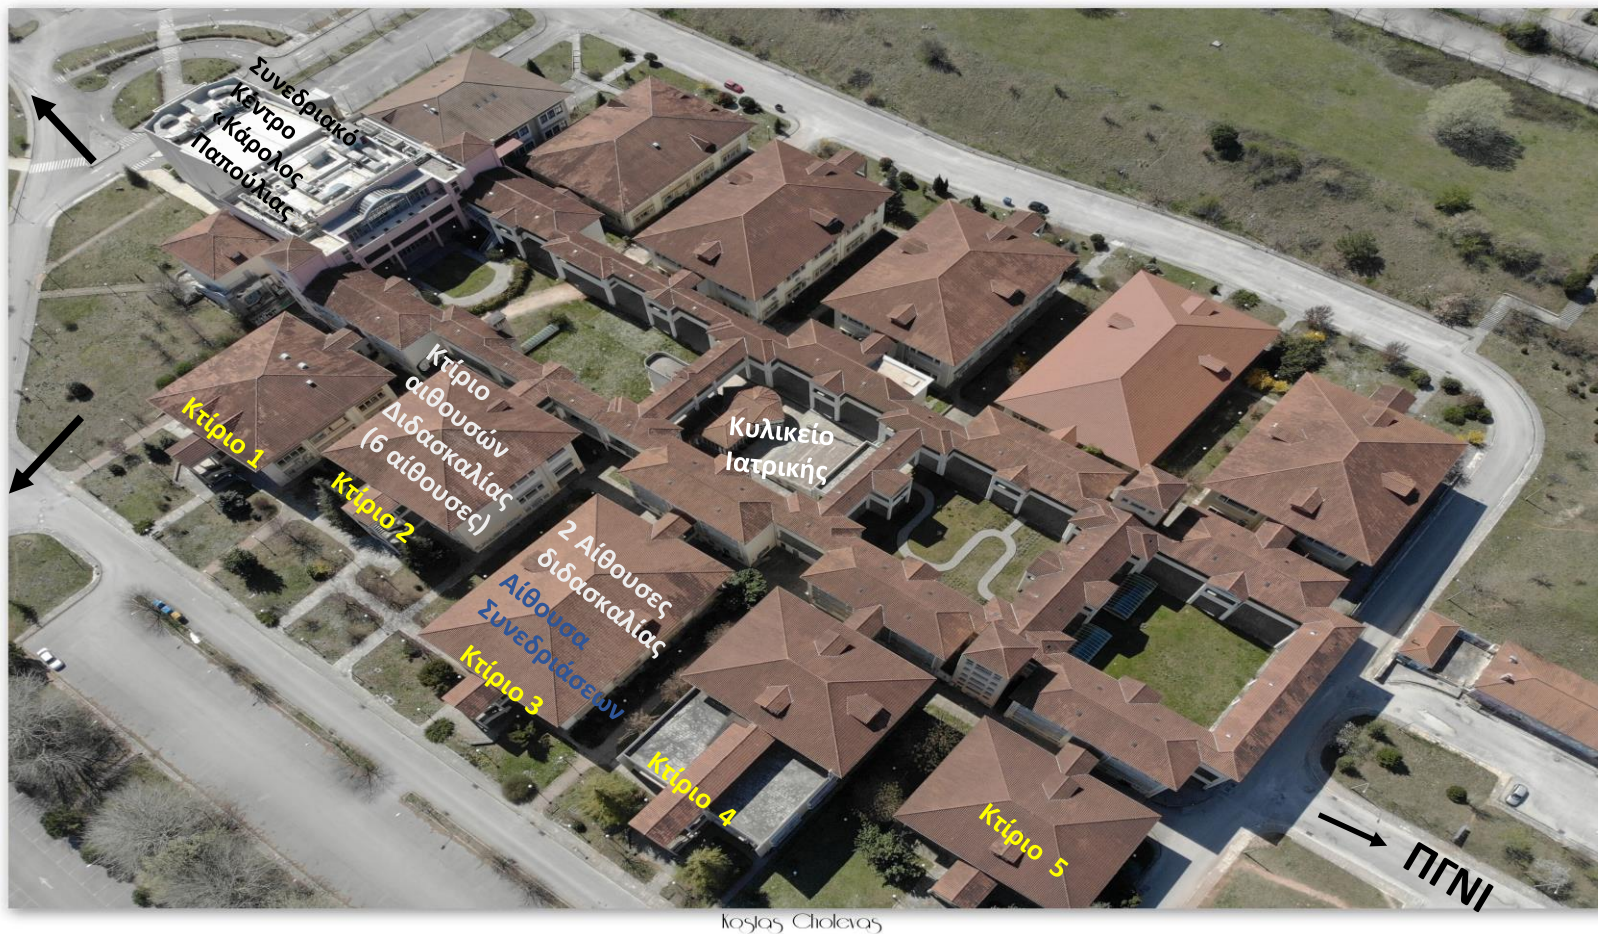 Συνεδριακό
Κέντρο
«Κάρολος
Παπούλιας
Κτίριο 1
Κτίριο
αιθουσών
Διδασκαλίας
(6 αίθουσες)
Κτίριο 2
Κυλικείο
Ιατρικής
2 Αίθουσες
διδασκαλίας
Αίθουσα
Συνεδριάσεων
Κτίριο 3
Κτίριο 4
Κτίριο 5
ΠΓΝΙ
Kostas Cholevas